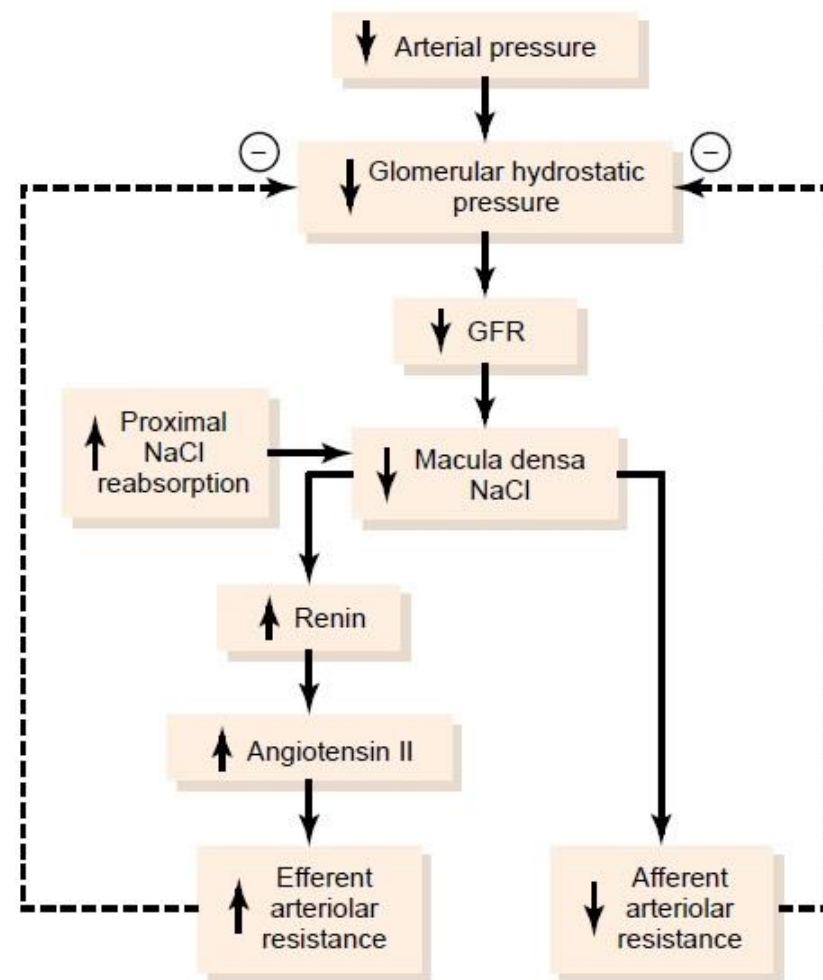 Arterial pressure
−
−
Glomerular hydrostatic
pressure
GFR
Proximal
NaCl
reabsorption
Macula densa
NaCl
Renin
Angiotensin II
Efferent
arteriolar
resistance
Afferent
arteriolar
resistance